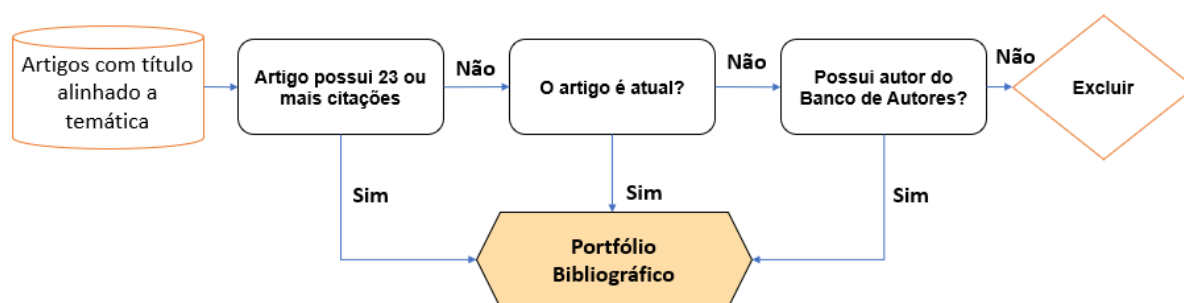 Artigos com título
alinhado a
temática
Artigo possui 23 ou
mais citações
Não
O artigo é atual?
Não
Possui autor do
Banco de Autores?
Não
Excluir
Sim
Sim
Sim
Portfólio
Bibliográfico